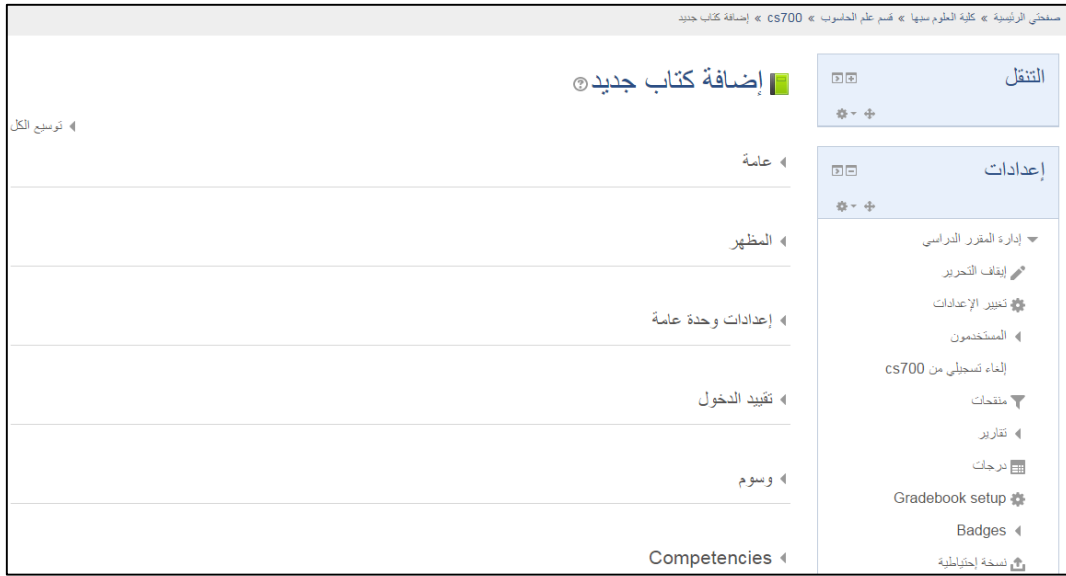 صفحتي الرئيسية » كلية العلوم سبها » قسم علم الحاسوب » cs700 » إضافة كتاب جديد
التنقل
إعدادات
إدارة المقرر الدراسي
إيقاف التحرير
تغيير الإعدادات
المستخدمون
إلغاء تسجيلي من cs700
منقحات
تقارير
درجات
Gradebook setup
Badges
نسخة إحتياطية
إضافة كتاب جديد
توسيع الكل
عامة
المظهر
إعدادات وحدة عامة
تقييد الدخول
وسوم
Competencies